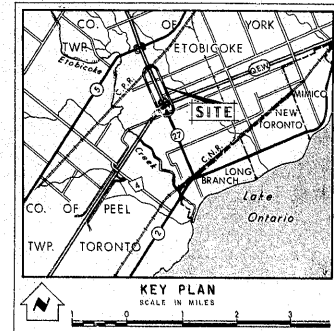 CO. OF YORK
TWP. ETOBICOKE
Etobicoke
C.P.R.
QEW
5
MIMICO
SITE
NEW
TORONTO
27
Creek
C.N.R.
4
LONG
BRANCH
CO. OF PEEL
Lake
Ontario
2
TWP. TORONTO
KEY PLAN
SCALE IN MILES
N
1 0 1 2 3